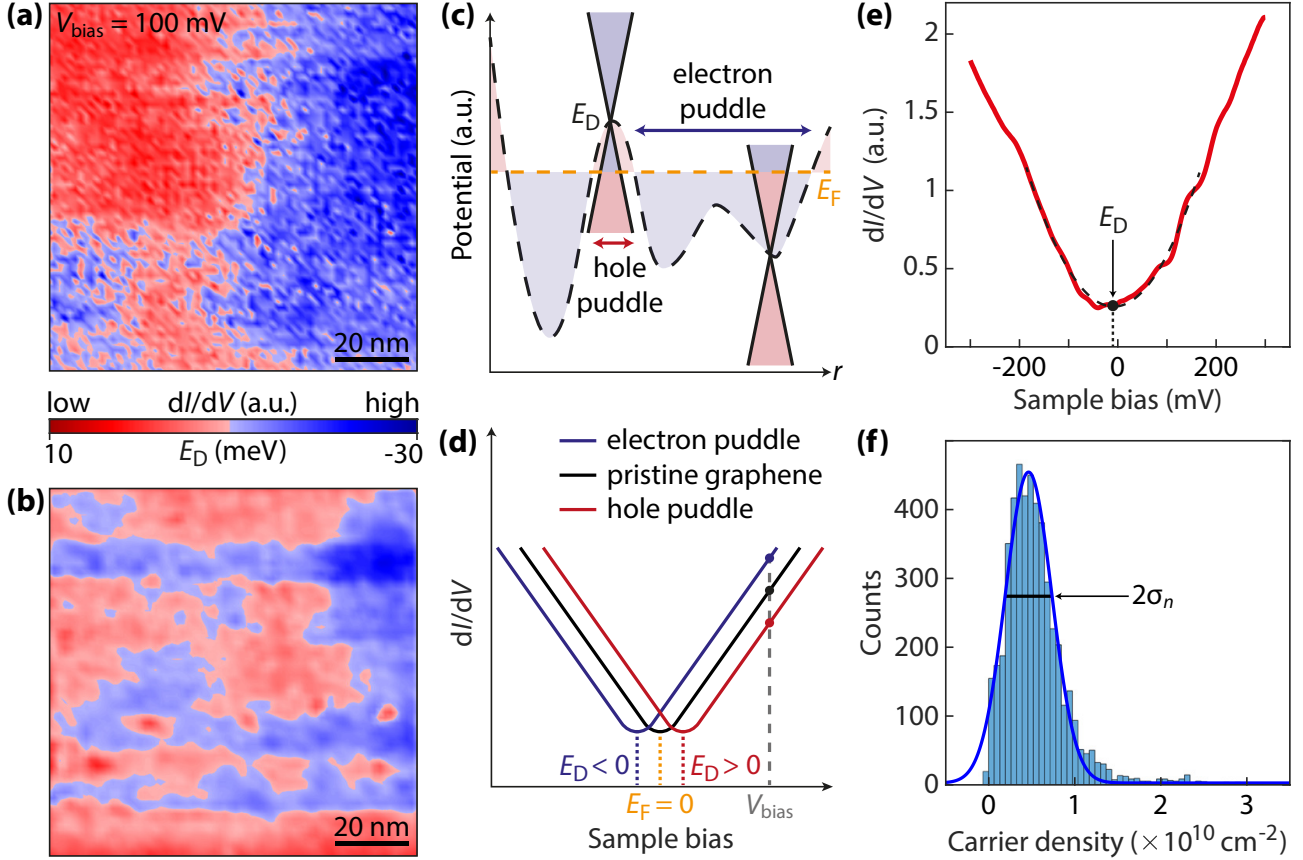 (a)
V_bias = 100 mV
20 nm
low dI/dV (a.u.) high
10 E_D (meV) -30
(b)
20 nm
(c)
Potential (a.u.)
E_D
electron
puddle
E_F
hole
puddle
r
(d)
electron puddle
pristine graphene
hole puddle
dI/dV
E_D < 0
E_D > 0
E_F = 0
V_bias
Sample bias
(e)
dI/dV (a.u.)
2
1.5
1
0.5
0
E_D
-200 0 200
Sample bias (mV)
(f)
Counts
400
300
200
100
0
2σ_n
0 1 2 3
Carrier density (× 10^10 cm^-2)